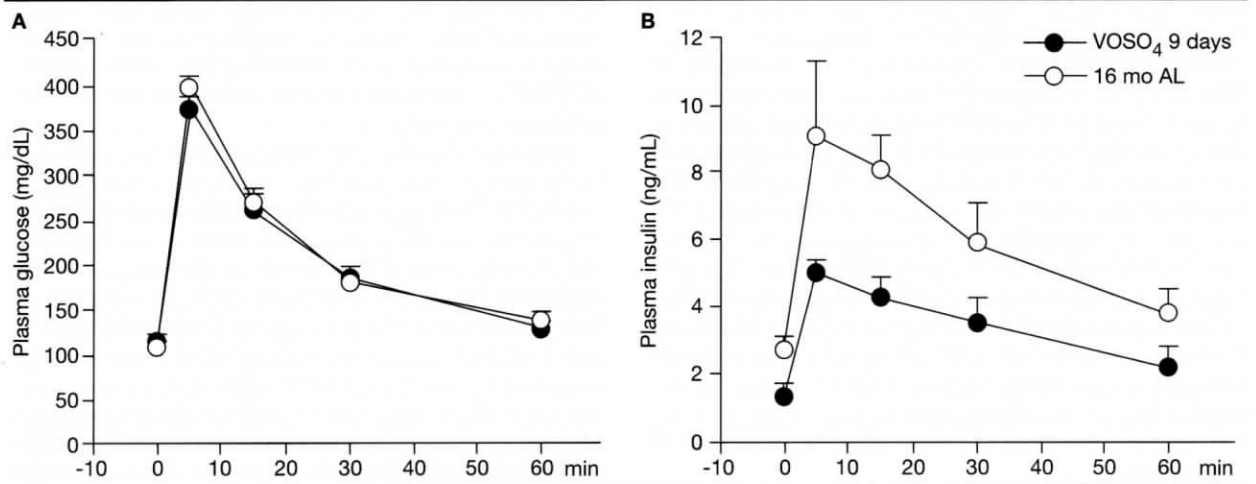 A
Plasma glucose (mg/dL)
450
400
350
300
250
200
150
100
50
0
-10 0 10 20 30 40 50 60 min
B
Plasma insulin (ng/mL)
12
10
8
6
4
2
0
-10 0 10 20 30 40 50 60 min
VOSO4 9 days
16 mo AL